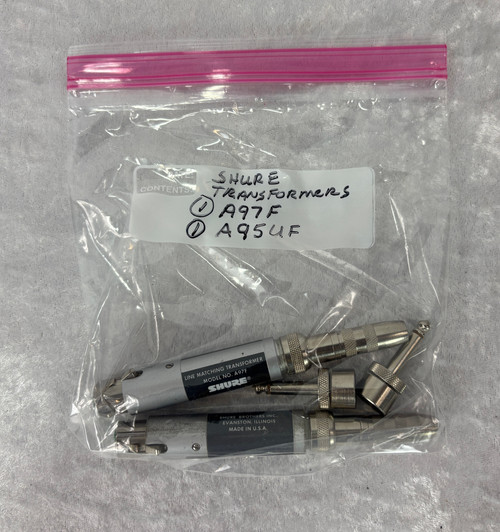 CONTENTS
SHURE
TRANSFORMERS
① A97F
① A95UF
LINE MATCHING TRANSFORMER
MODEL NO. A97F
SHURE
SHURE BROTHERS INC.
EVANSTON, ILLINOIS
MADE IN U.S.A.